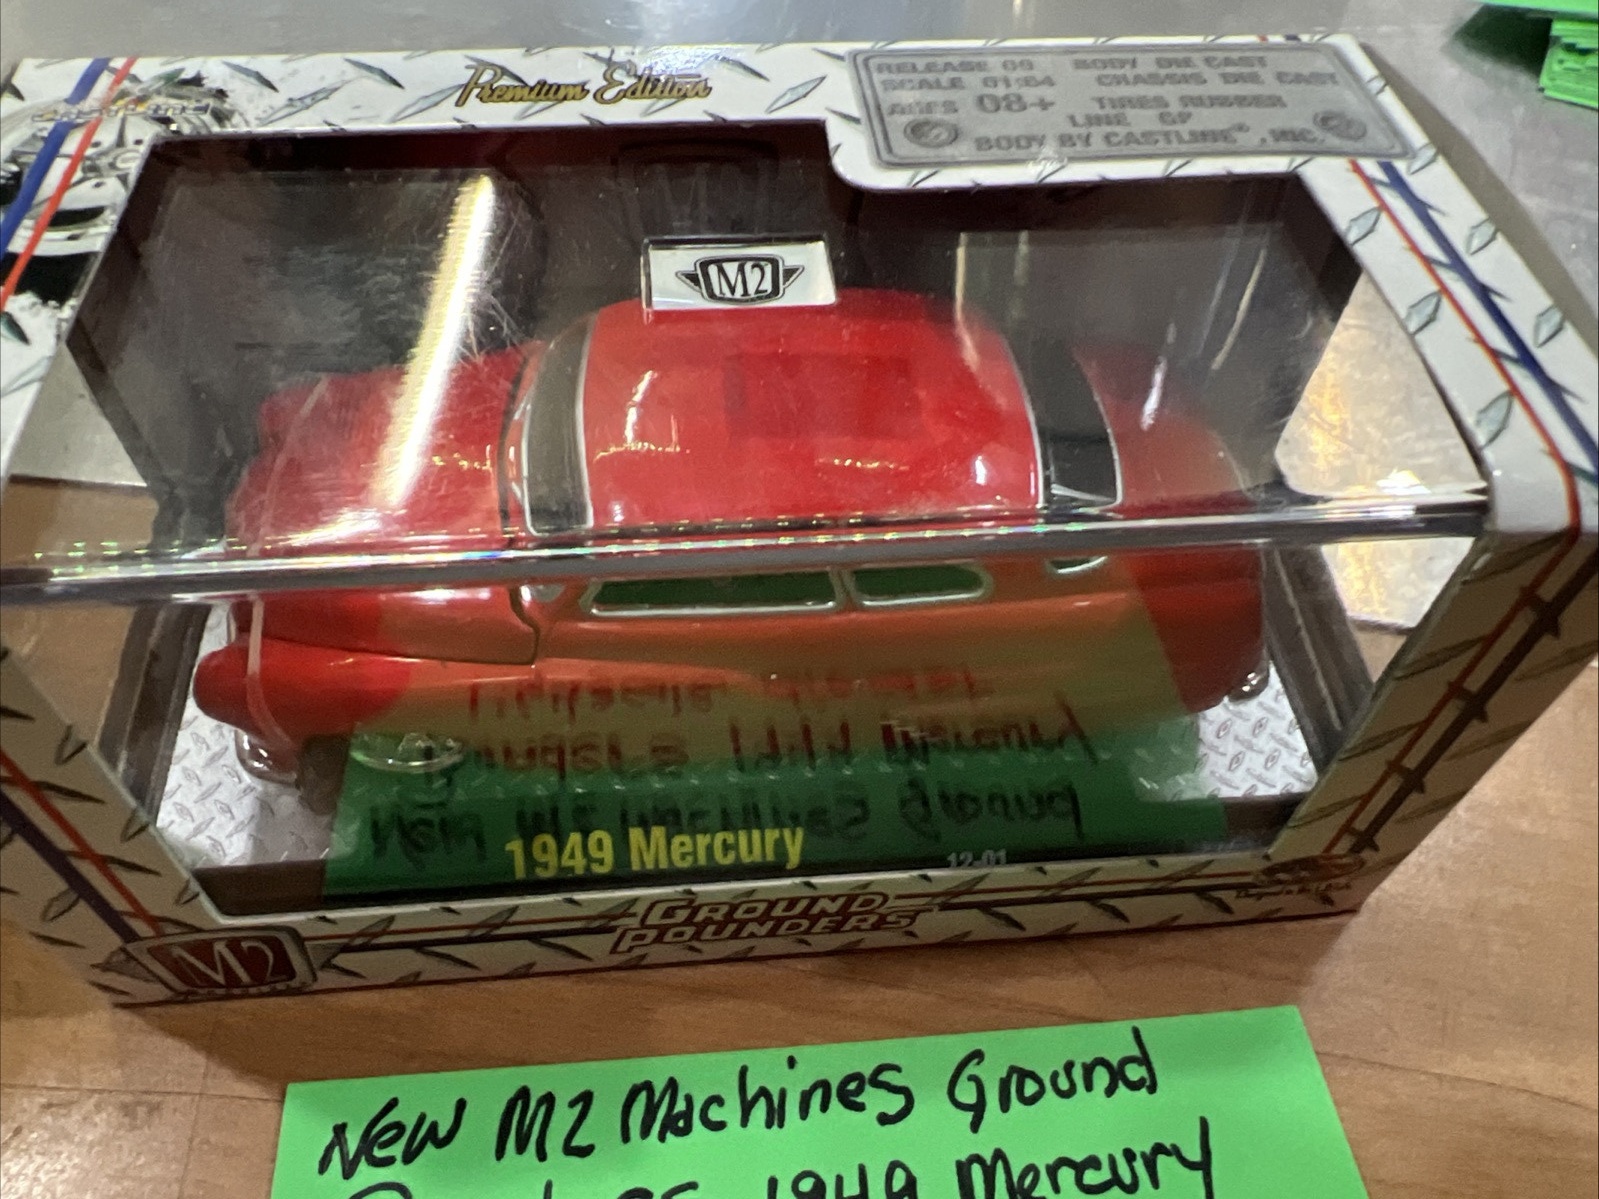 Premium Edition
RELEASE 09 BODY DIE CAST
SCALE 01:64 CHASSIS DIE CAST
AGES 08+ TIRES RUBBER
LINE GP
BODY BY CASTLINE®, INC.
M2
1949 Mercury
12-01
GROUND
POUNDERS
M2
New M2 Machines Ground
1949 Mercury